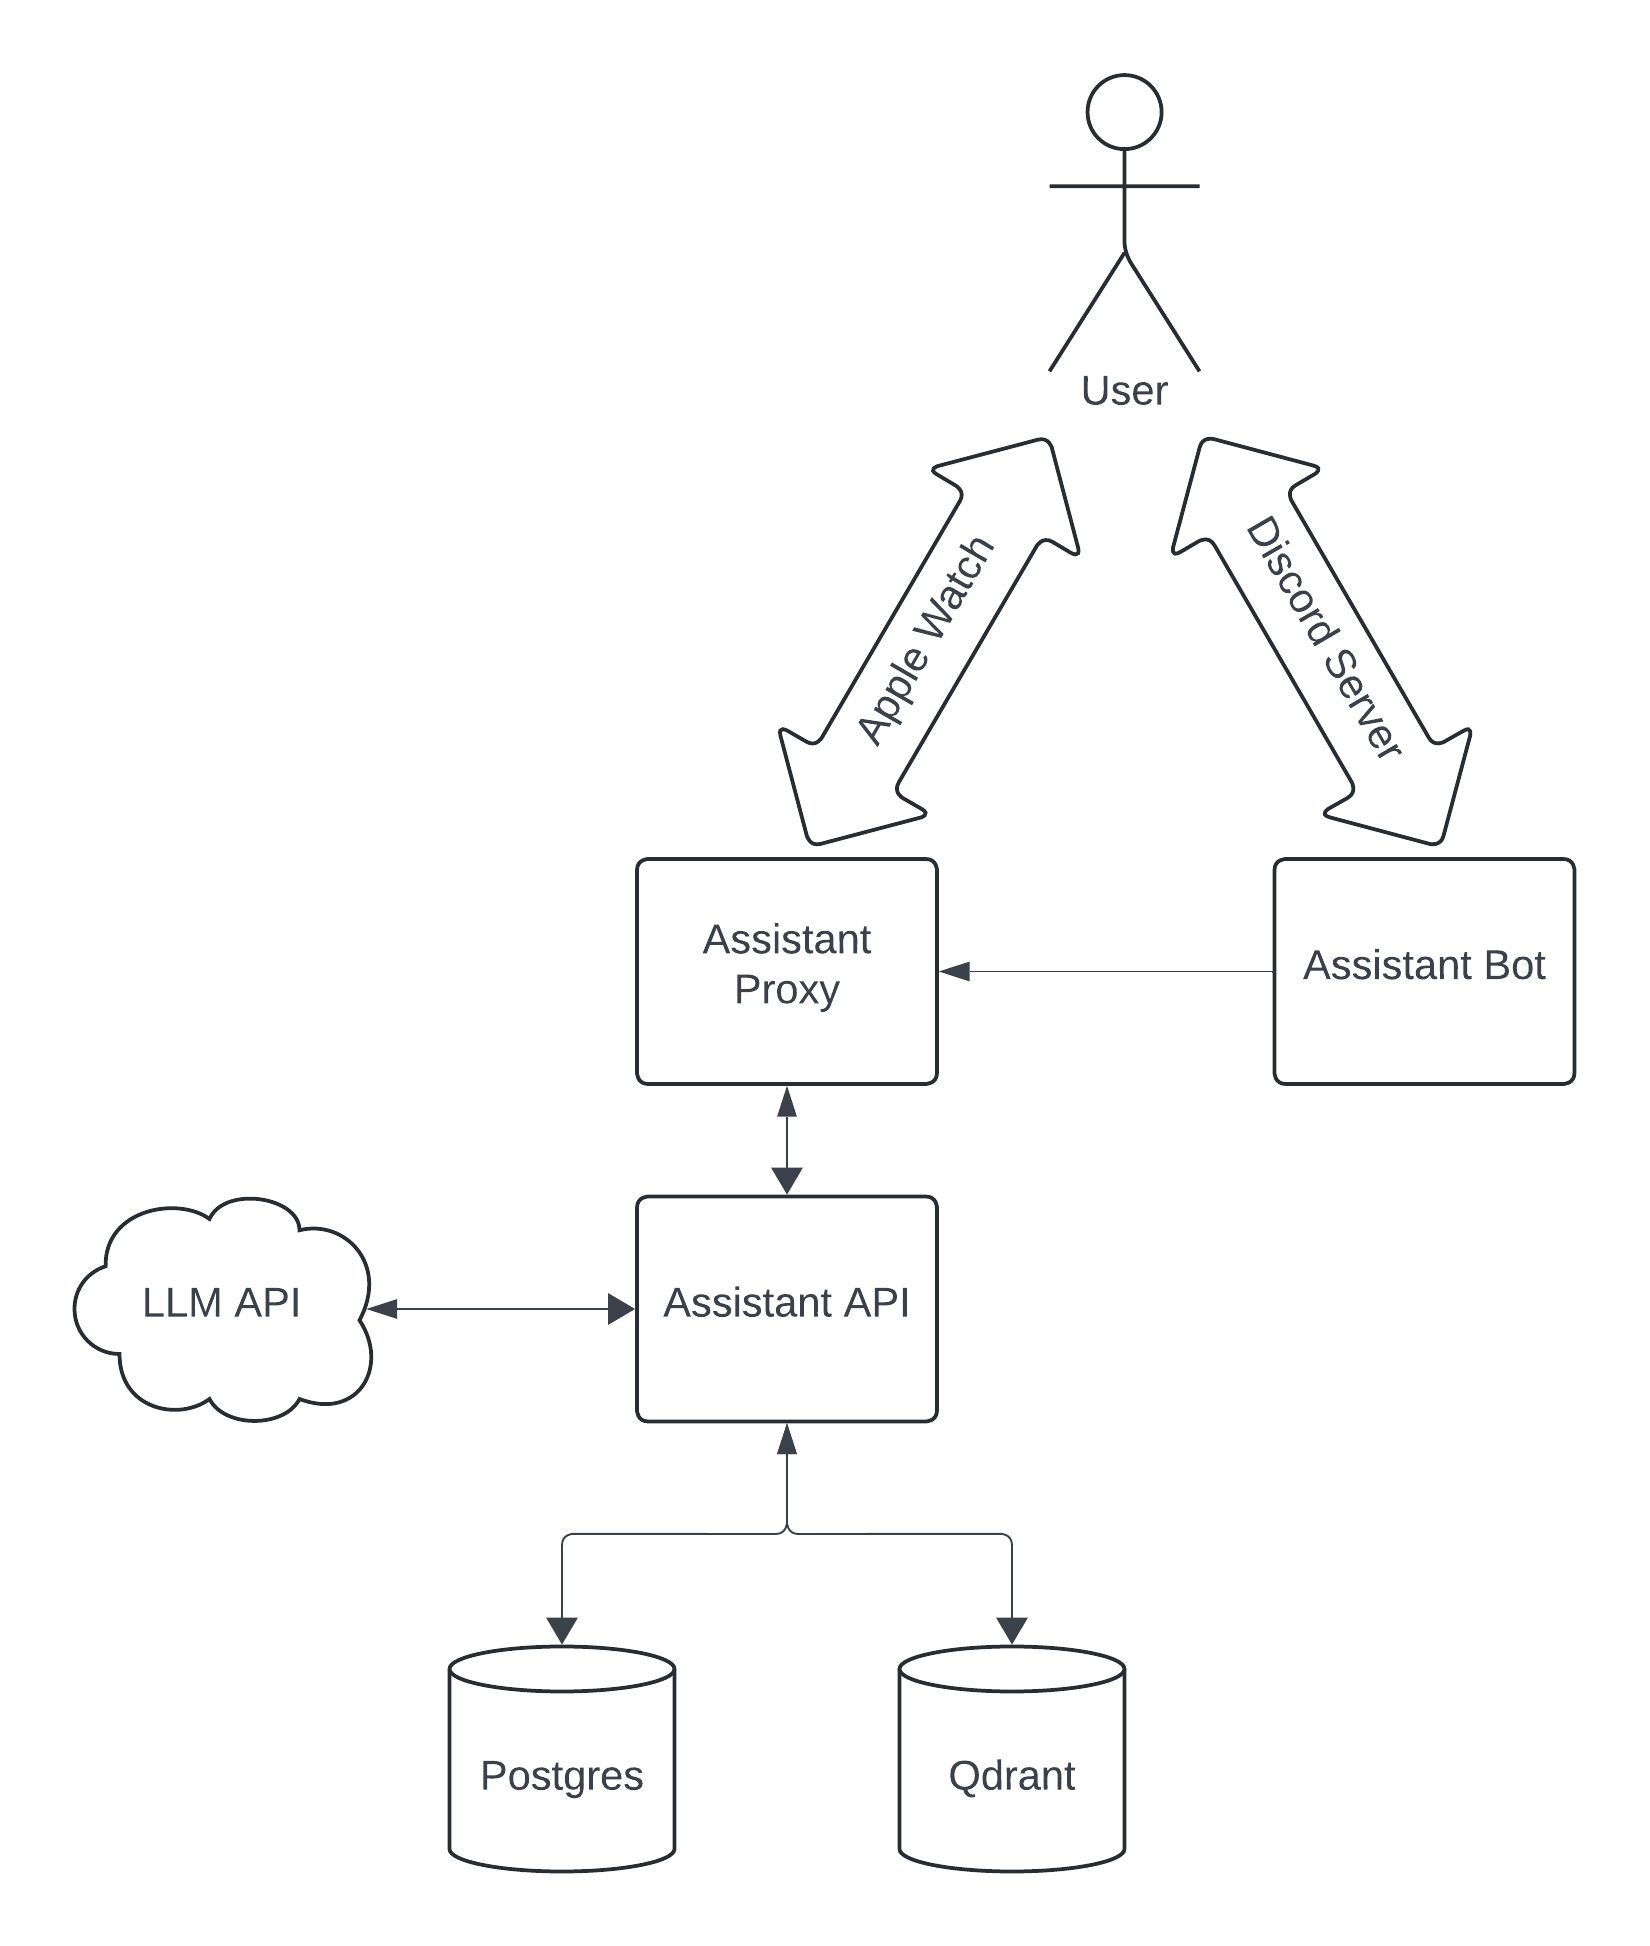 User
Apple Watch
Discord Server
Assistant
Proxy
Assistant Bot
LLM API
Assistant API
Postgres
Qdrant